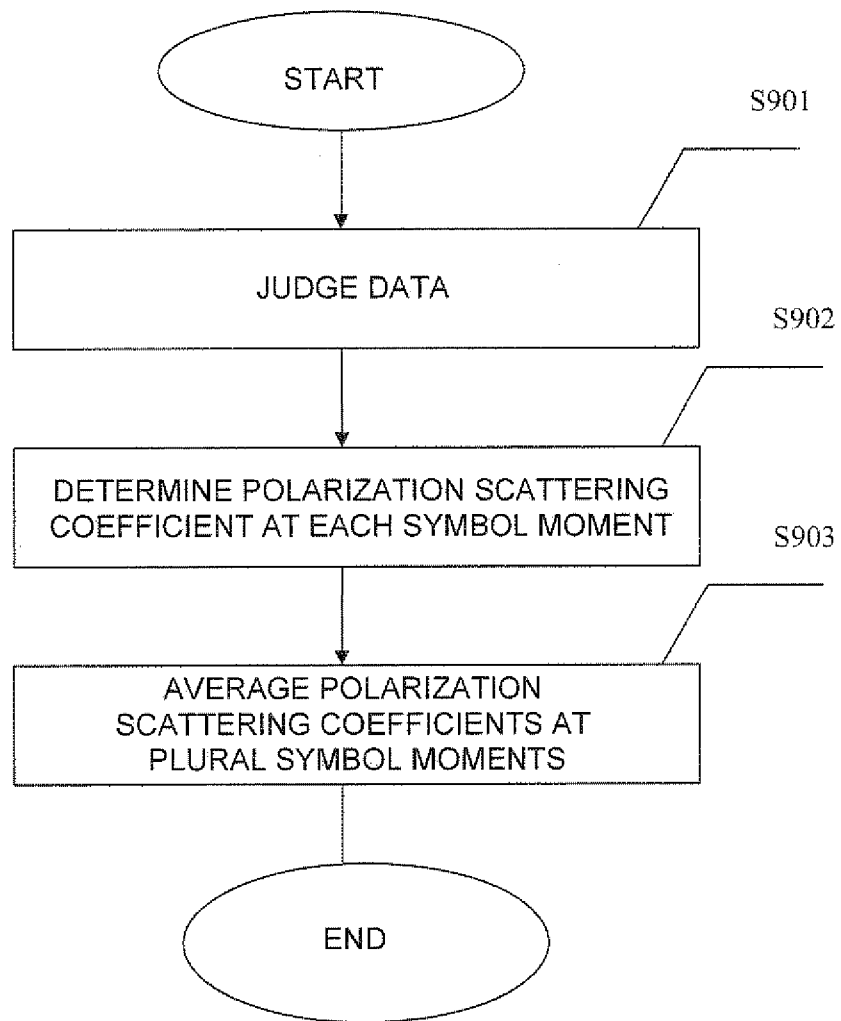 START
S901
JUDGE DATA
S902
DETERMINE POLARIZATION SCATTERING
COEFFICIENT AT EACH SYMBOL MOMENT
S903
AVERAGE POLARIZATION
SCATTERING COEFFICIENTS AT
PLURAL SYMBOL MOMENTS
END